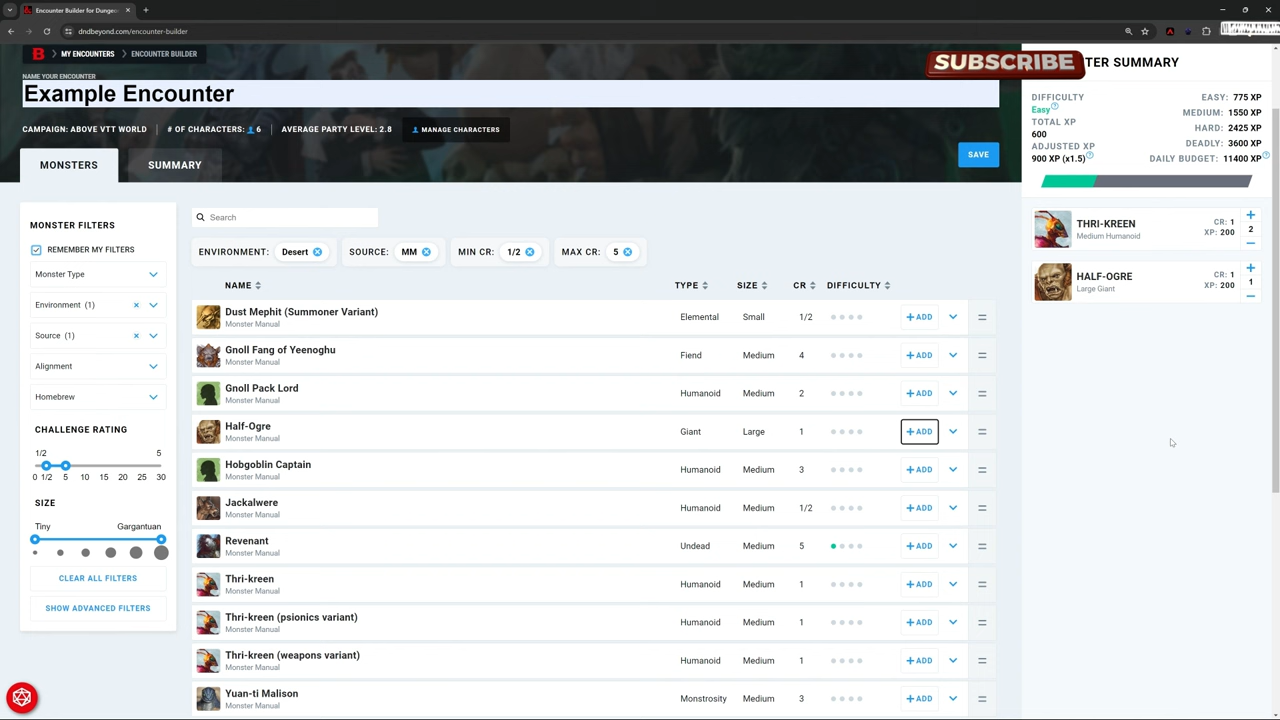 Encounter Builder for Dungeo
dndbeyond.com/encounter-builder
B
MY ENCOUNTERS > ENCOUNTER BUILDER
NAME YOUR ENCOUNTER
Example Encounter
CAMPAIGN: ABOVE VTT WORLD
# OF CHARACTERS: 6
AVERAGE PARTY LEVEL: 2.8
MANAGE CHARACTERS
MONSTERS
SUMMARY
SAVE
SUBSCRIBE
MONSTER FILTERS
REMEMBER MY FILTERS
Monster Type
Environment (1)
Source (1)
Alignment
Homebrew
CHALLENGE RATING
1/2 5
0 1/2 5 10 15 20 25 30
SIZE
Tiny Gargantuan
CLEAR ALL FILTERS
SHOW ADVANCED FILTERS
Search
ENVIRONMENT: Desert SOURCE: MM MIN CR: 1/2 MAX CR: 5
NAME TYPE SIZE CR DIFFICULTY
Dust Mephit (Summoner Variant) Elemental Small 1/2 + ADD
Monster Manual
Gnoll Fang of Yeenoghu Fiend Medium 4 + ADD
Monster Manual
Gnoll Pack Lord Humanoid Medium 2 + ADD
Monster Manual
Half-Ogre Giant Large 1 + ADD
Monster Manual
Hobgoblin Captain Humanoid Medium 3 + ADD
Monster Manual
Jackalwere Humanoid Medium 1/2 + ADD
Monster Manual
Revenant Undead Medium 5 + ADD
Monster Manual
Thri-kreen Humanoid Medium 1 + ADD
Monster Manual
Thri-kreen (psionics variant) Humanoid Medium 1 + ADD
Monster Manual
Thri-kreen (weapons variant) Humanoid Medium 1 + ADD
Monster Manual
Yuan-ti Malison Monstrosity Medium 3 + ADD
Monster Manual
TER SUMMARY
DIFFICULTY
Easy
TOTAL XP
600
ADJUSTED XP
900 XP (x1.5)
EASY: 775 XP
MEDIUM: 1550 XP
HARD: 2425 XP
DEADLY: 3600 XP
DAILY BUDGET: 11400 XP
THRI-KREEN
Medium Humanoid
CR: 1
XP: 200
2
HALF-OGRE
Large Giant
CR: 1
XP: 200
1